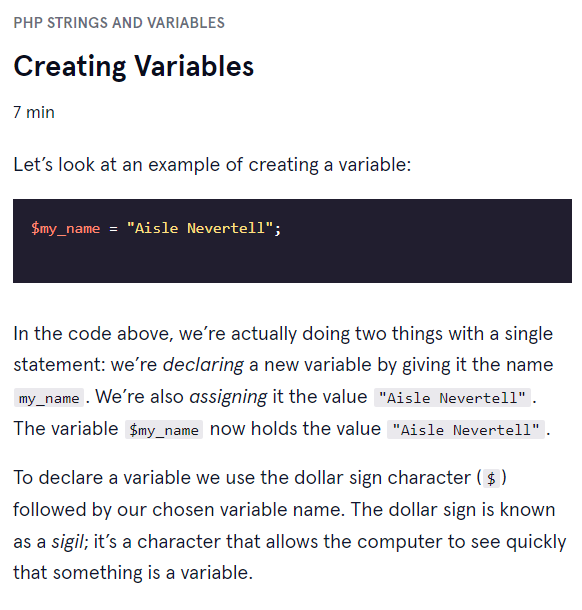 PHP STRINGS AND VARIABLES
Creating Variables
7 min
Let’s look at an example of creating a variable:
$my_name = "Aisle Nevertell";
In the code above, we’re actually doing two things with a single
statement: we’re declaring a new variable by giving it the name
my_name . We’re also assigning it the value "Aisle Nevertell" .
The variable $my_name now holds the value "Aisle Nevertell" .
To declare a variable we use the dollar sign character ( $ )
followed by our chosen variable name. The dollar sign is known
as a sigil; it’s a character that allows the computer to see quickly
that something is a variable.